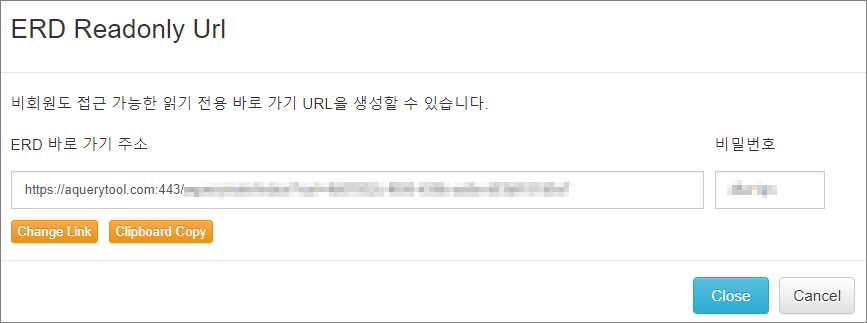 ERD Readonly Url
비회원도 접근 가능한 읽기 전용 바로 가기 URL을 생성할 수 있습니다.
ERD 바로 가기 주소 비밀번호
https://aquerytool.com:443/
Change Link Clipboard Copy
Close Cancel